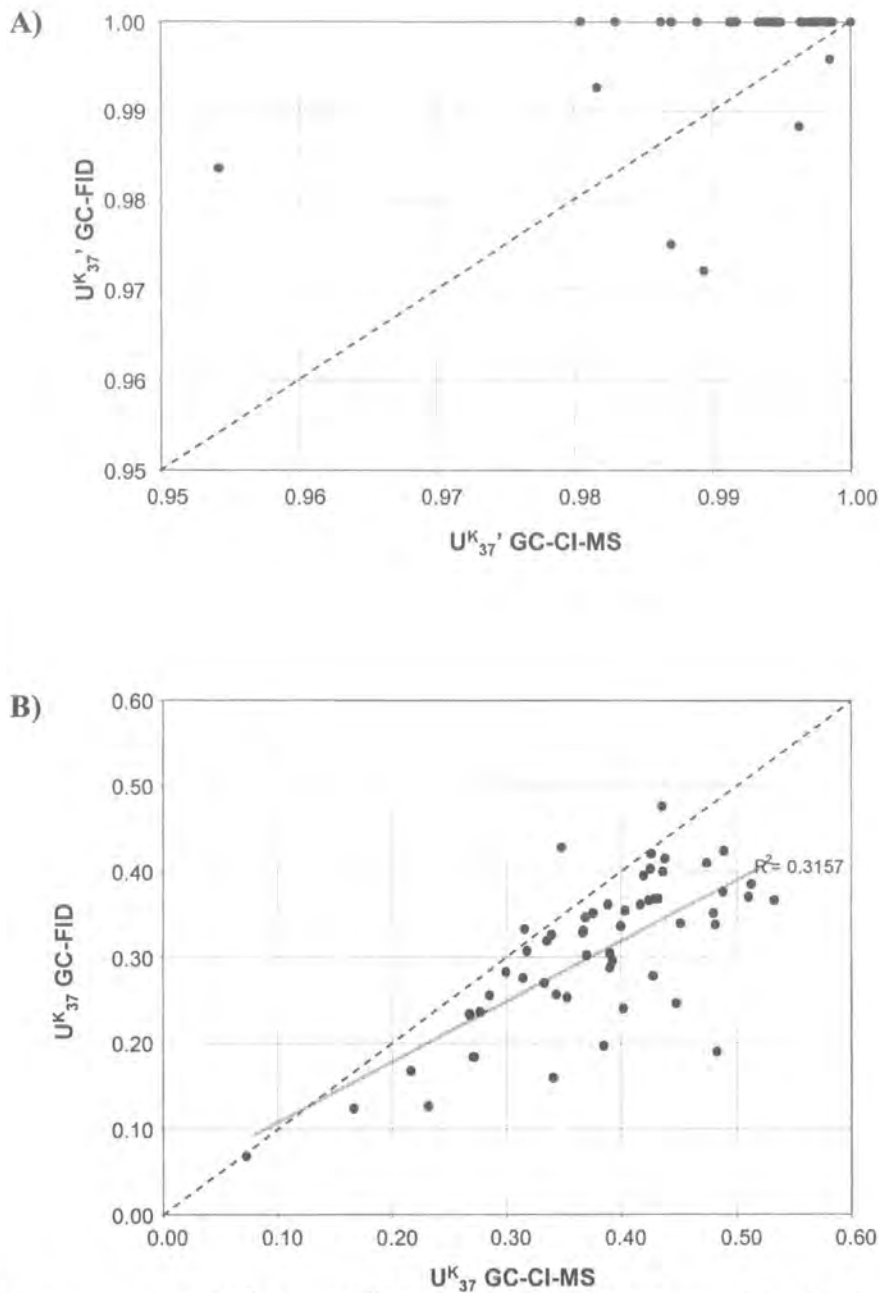 A)
1.00
0.99
0.98
0.97
0.96
0.95
U^K_37' GC-FID
0.95 0.96 0.97 0.98 0.99 1.00
U^K_37' GC-CI-MS
B)
0.60
0.50
0.40
0.30
0.20
0.10
0.00
U^K_37 GC-FID
R²= 0.3157
0.00 0.10 0.20 0.30 0.40 0.50 0.60
U^K_37 GC-CI-MS